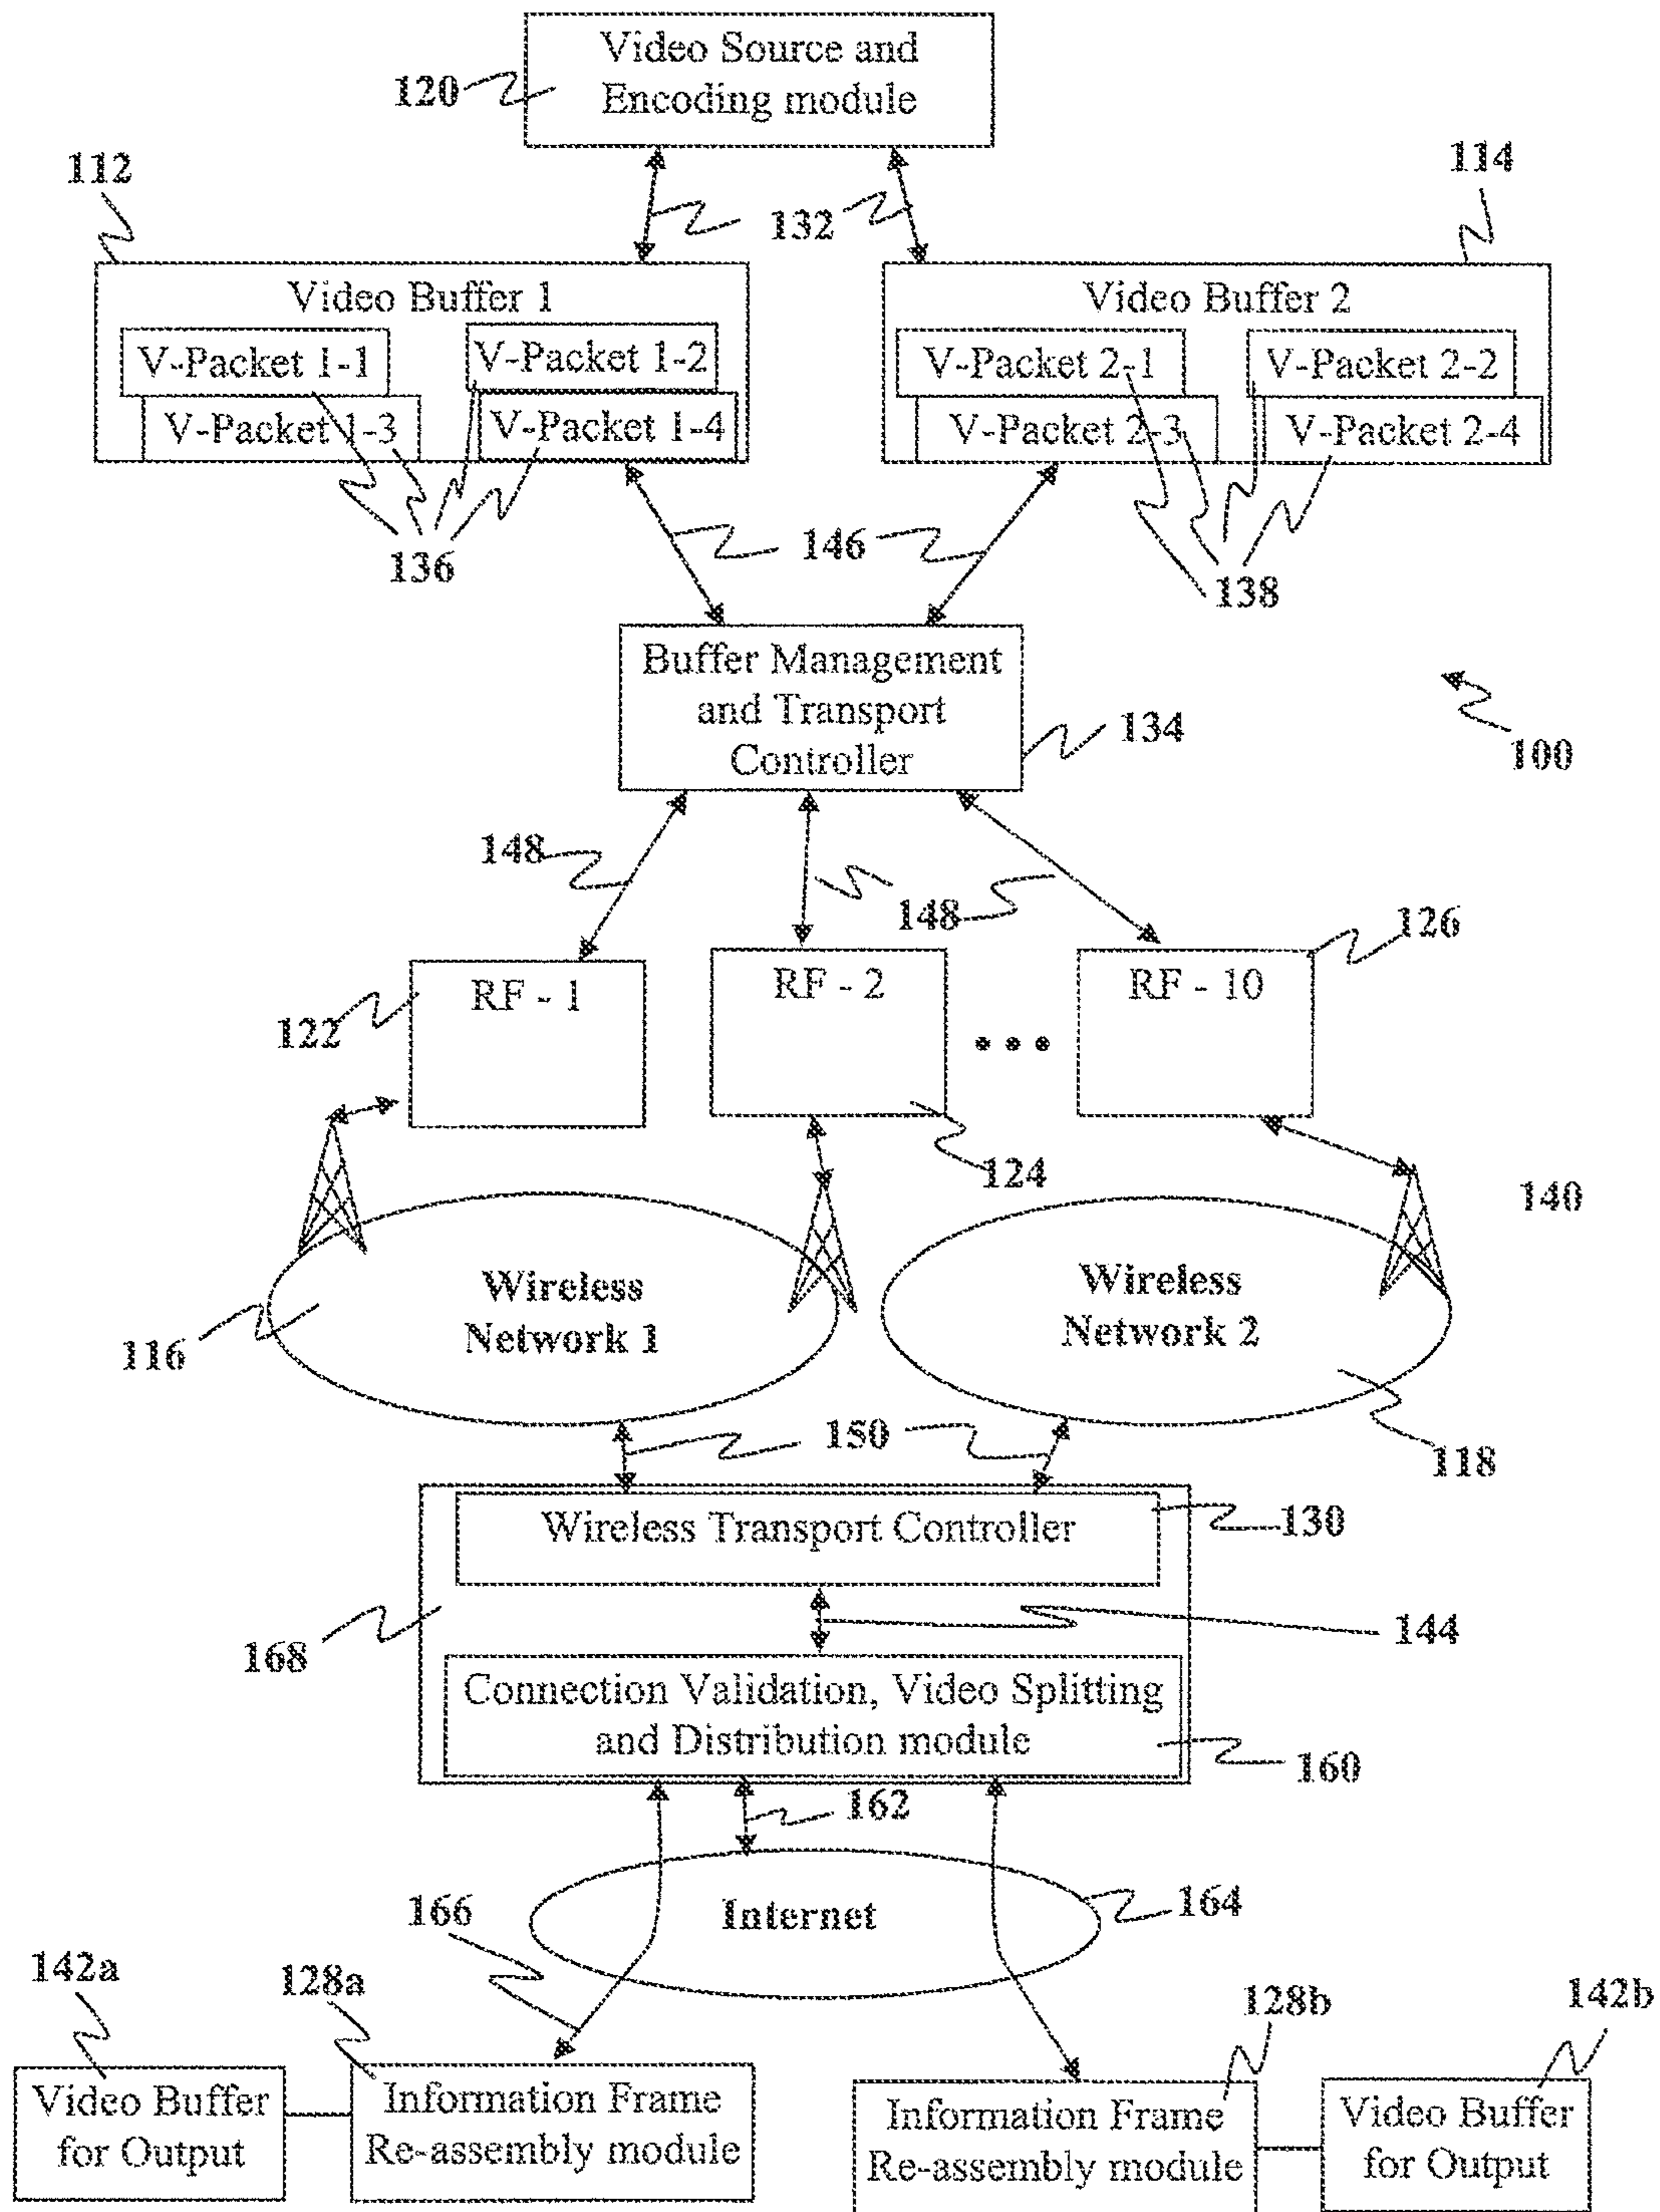 Video Source and
Encoding module
120
112
114
132
Video Buffer 1
Video Buffer 2
V-Packet 1-1
V-Packet 1-2
V-Packet 2-1
V-Packet 2-2
V-Packet 1-3
V-Packet 1-4
V-Packet 2-3
V-Packet 2-4
136
146
138
Buffer Management
and Transport
Controller
134
100
148
148
126
RF - 1
RF - 2
RF - 10
122
124
140
Wireless
Network 1
Wireless
Network 2
116
150
118
Wireless Transport Controller
130
168
144
Connection Validation, Video Splitting
and Distribution module
160
162
166
Internet
164
142a
128a
128b
142b
Video Buffer
for Output
Information Frame
Re-assembly module
Information Frame
Re-assembly module
Video Buffer
for Output